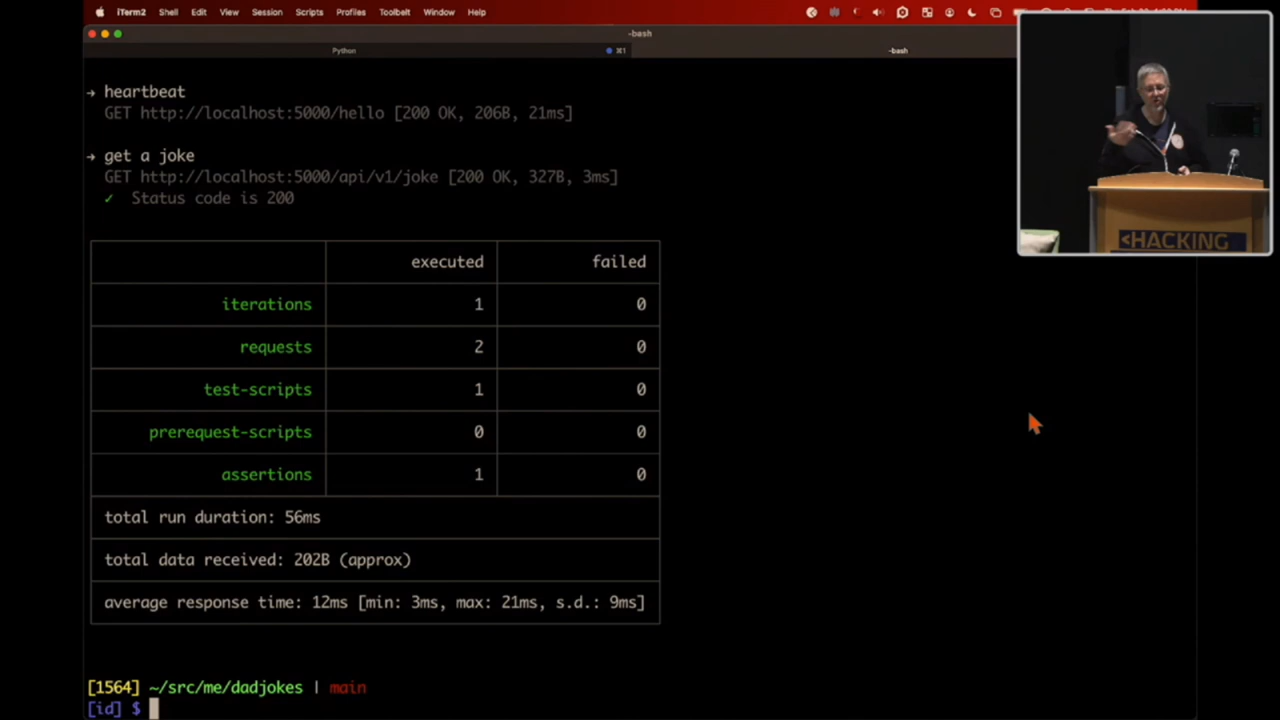 iTerm2 Shell Edit View Session Scripts Profiles Toolbelt Window Help
-bash
Python ⌘1 -bash
→ heartbeat
GET http://localhost:5000/hello [200 OK, 206B, 21ms]
→ get a joke
GET http://localhost:5000/api/v1/joke [200 OK, 327B, 3ms]
✓ Status code is 200
executed failed
iterations 1 0
requests 2 0
test-scripts 1 0
prerequest-scripts 0 0
assertions 1 0
total run duration: 56ms
total data received: 202B (approx)
average response time: 12ms [min: 3ms, max: 21ms, s.d.: 9ms]
[1564] ~/src/me/dadjokes | main
[id] $
<HACKING